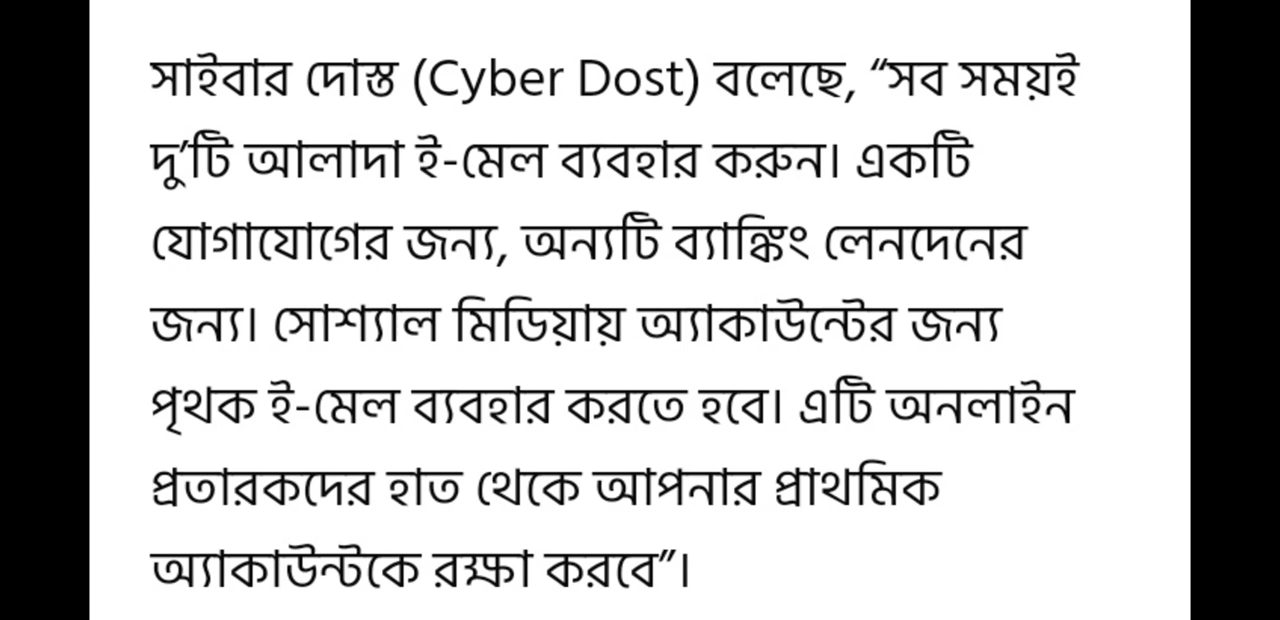 সাইবার দোস্ত (Cyber Dost) বলেছে, “সব সময়ই
দু’টি আলাদা ই-মেল ব্যবহার করুন। একটি
যোগাযোগের জন্য, অন্যটি ব্যাঙ্কিং লেনদেনের
জন্য। সোশ্যাল মিডিয়ায় অ্যাকাউন্টের জন্য
পৃথক ই-মেল ব্যবহার করতে হবে। এটি অনলাইন
প্রতারকদের হাত থেকে আপনার প্রাথমিক
অ্যাকাউন্টকে রক্ষা করবে”।